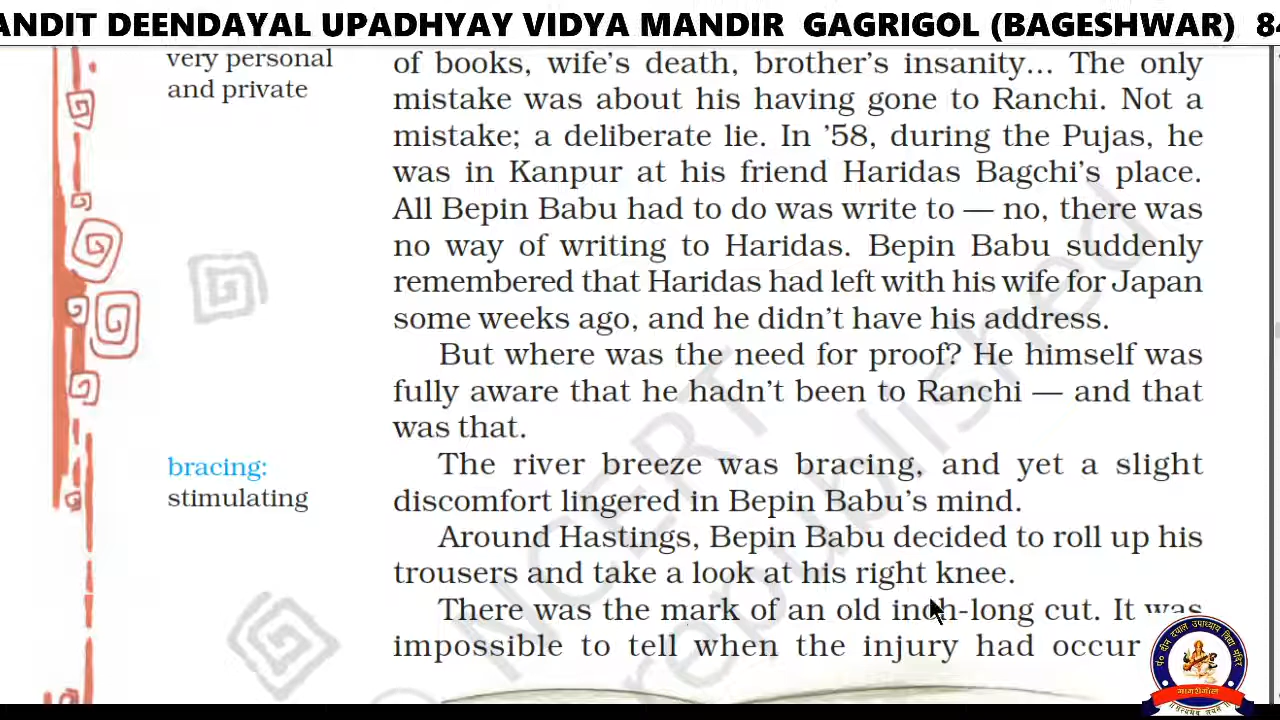 ANDIT DEENDAYAL UPADHYAY VIDYA MANDIR GAGRIGOL (BAGESHWAR) 84
very personal
and private
of books, wife's death, brother's insanity... The only
mistake was about his having gone to Ranchi. Not a
mistake; a deliberate lie. In '58, during the Pujas, he
was in Kanpur at his friend Haridas Bagchi's place.
All Bepin Babu had to do was write to — no, there was
no way of writing to Haridas. Bepin Babu suddenly
remembered that Haridas had left with his wife for Japan
some weeks ago, and he didn't have his address.
But where was the need for proof? He himself was
fully aware that he hadn't been to Ranchi — and that
was that.
bracing:
stimulating
The river breeze was bracing, and yet a slight
discomfort lingered in Bepin Babu's mind.
Around Hastings, Bepin Babu decided to roll up his
trousers and take a look at his right knee.
There was the mark of an old inch-long cut. It was
impossible to tell when the injury had occur
NCERT
republished
पं० दीन दयाल उपाध्याय विद्या मंदिर
गागरीगोल